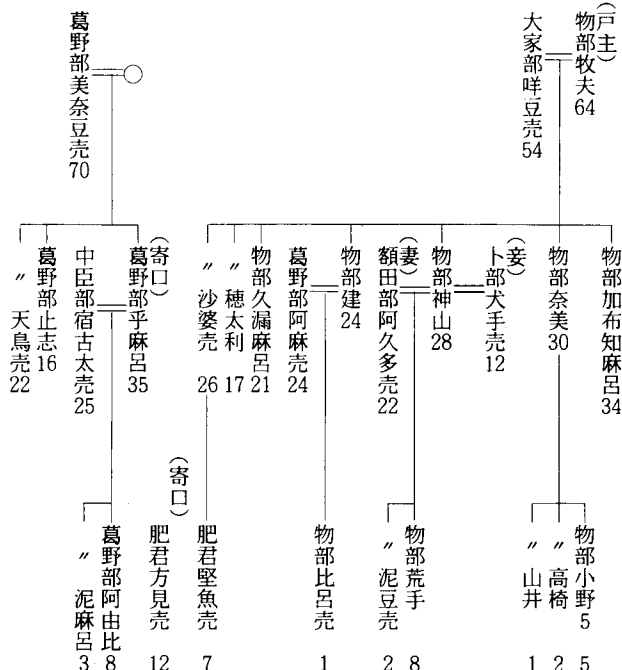 (戸主)
物部牧夫64
大家部咩豆売54
葛野部美奈豆売70
物部加布知麻呂34
物部奈美30
(妾)
卜部犬手売12
物部神山28
(妻)
額田部阿久多売22
物部建24
葛野部阿麻売24
物部久漏麻呂21
〃穂太利17
〃沙婆売26
(寄口)
葛野部乎麻呂35
中臣部宿古太売25
葛野部止志16
〃天鳥売22
物部小野5 5
〃高椅2
〃山井1
物部荒手8
〃泥豆売2
物部比呂売1
肥君堅魚売7
(寄口)
肥君方見売12
葛野部阿由比8
〃泥麻呂3